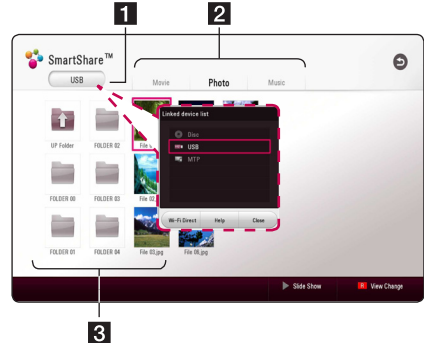 1
2
SmartShare™
USB
Movie
Photo
Music
Linked device list
Disc
USB
MTP
Wi-Fi Direct
Help
Close
UP Folder
FOLDER 02
FOLDER 00
FOLDER 03
File 02
FOLDER 01
FOLDER 04
File 03.jpg
File 06.jpg
Slide Show
R View Change
3